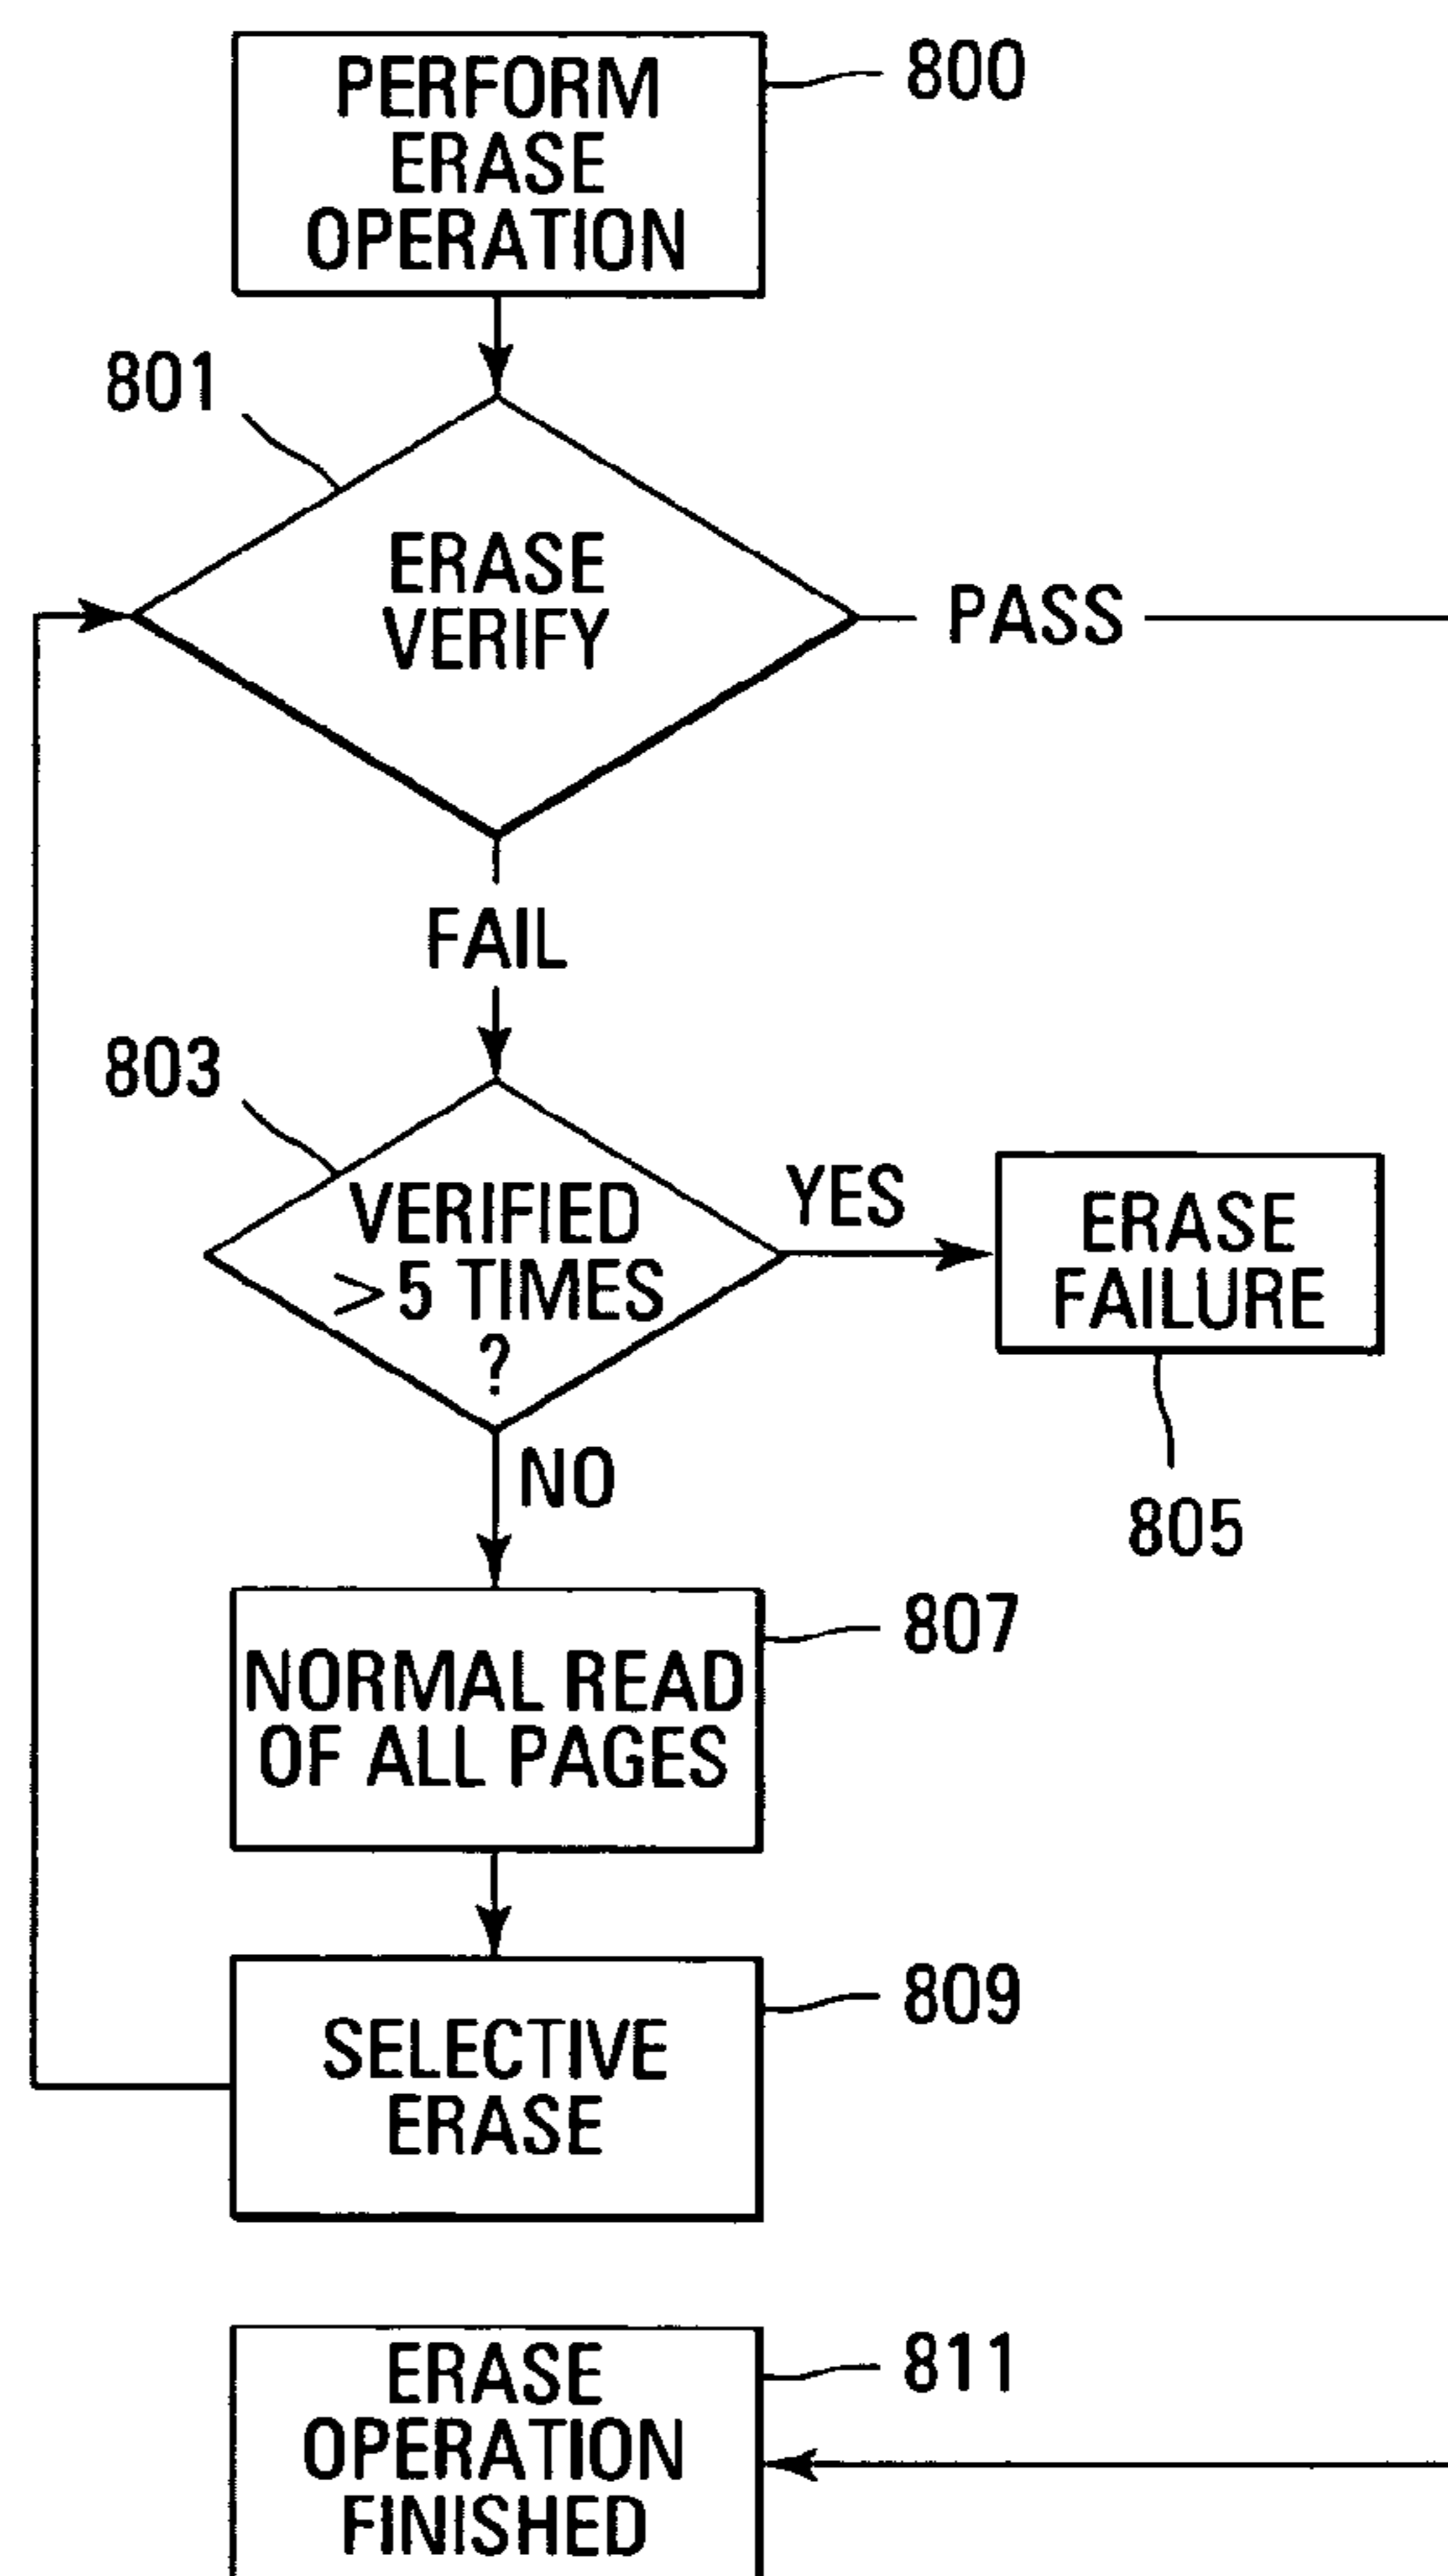 PERFORM
ERASE
OPERATION
800
801
ERASE
VERIFY
PASS
FAIL
803
VERIFIED
> 5 TIMES
?
YES
ERASE
FAILURE
805
NO
NORMAL READ
OF ALL PAGES
807
SELECTIVE
ERASE
809
ERASE
OPERATION
FINISHED
811